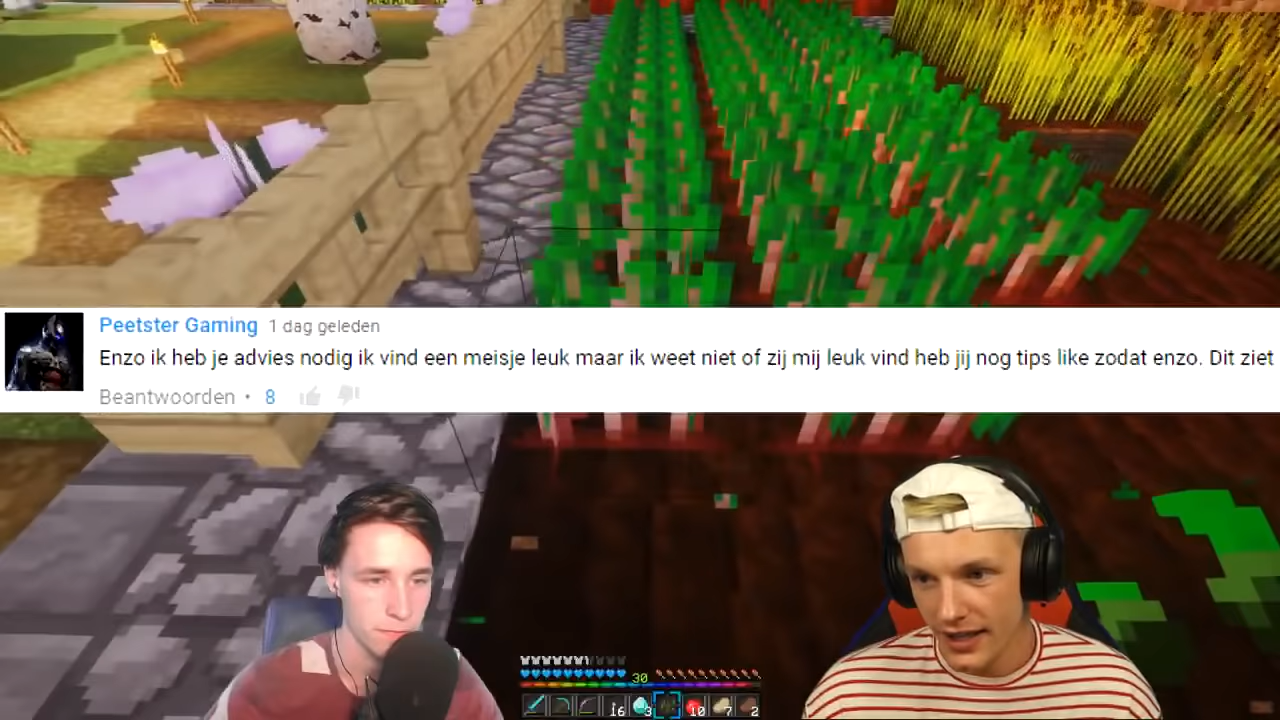 Peetster Gaming 1 dag geleden
Enzo ik heb je advies nodig ik vind een meisje leuk maar ik weet niet of zij mij leuk vind heb jij nog tips like zodat enzo. Dit ziet
Beantwoorden • 8
30
16 3 10 7 2